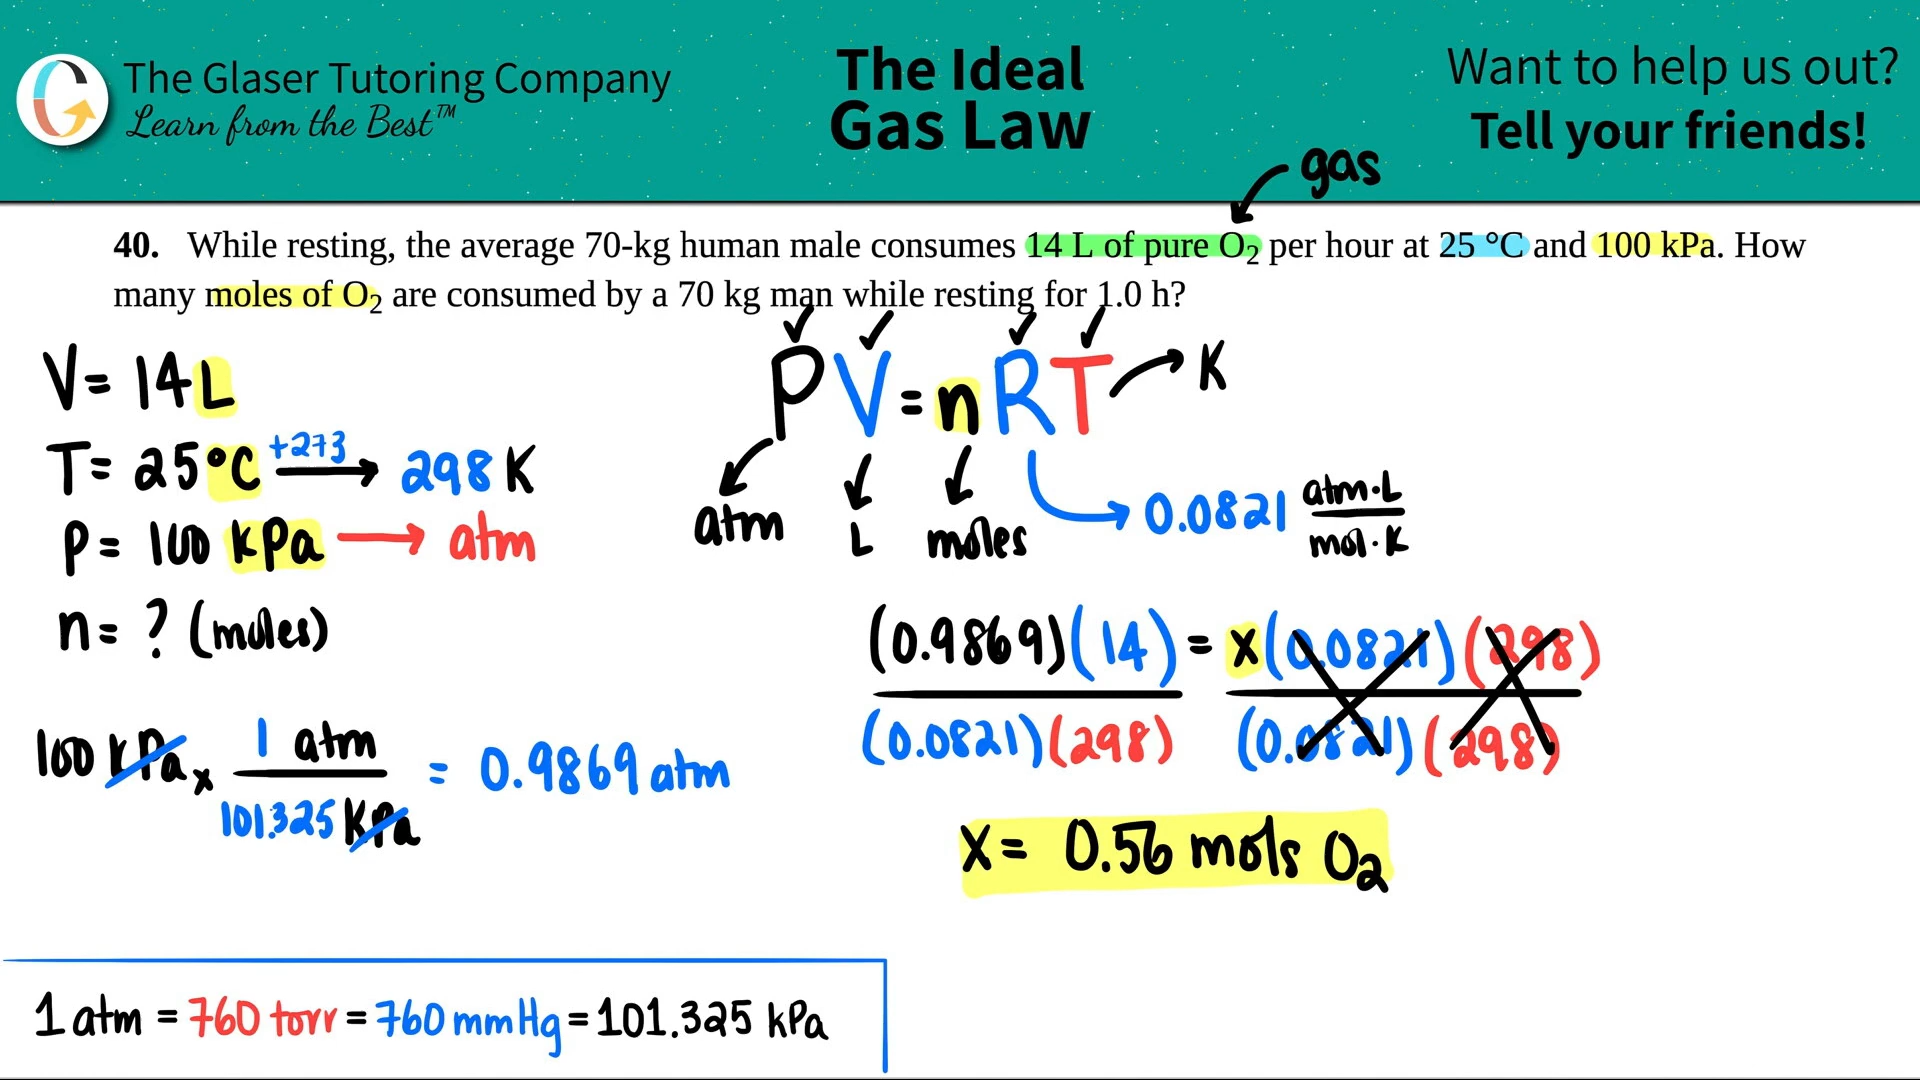 The Glaser Tutoring Company
Learn from the Best™
The Ideal
Gas Law
Want to help us out?
Tell your friends!
gas
40. While resting, the average 70-kg human male consumes 14 L of pure O₂ per hour at 25 °C and 100 kPa. How
many moles of O₂ are consumed by a 70 kg man while resting for 1.0 h?
V = 14 L
T = 25 °C +273 → 298 K
P = 100 kPa → atm
n = ? (moles)
100 kPa x 1 atm / 101.325 kPa = 0.9869 atm
PV = nRT → K
atm L moles → 0.0821 atm·L / mol·K
(0.9869)(14) = x(0.0821)(298)
(0.0821)(298) (0.0821)(298)
x = 0.56 mols O₂
1 atm = 760 torr = 760 mmHg = 101.325 kPa